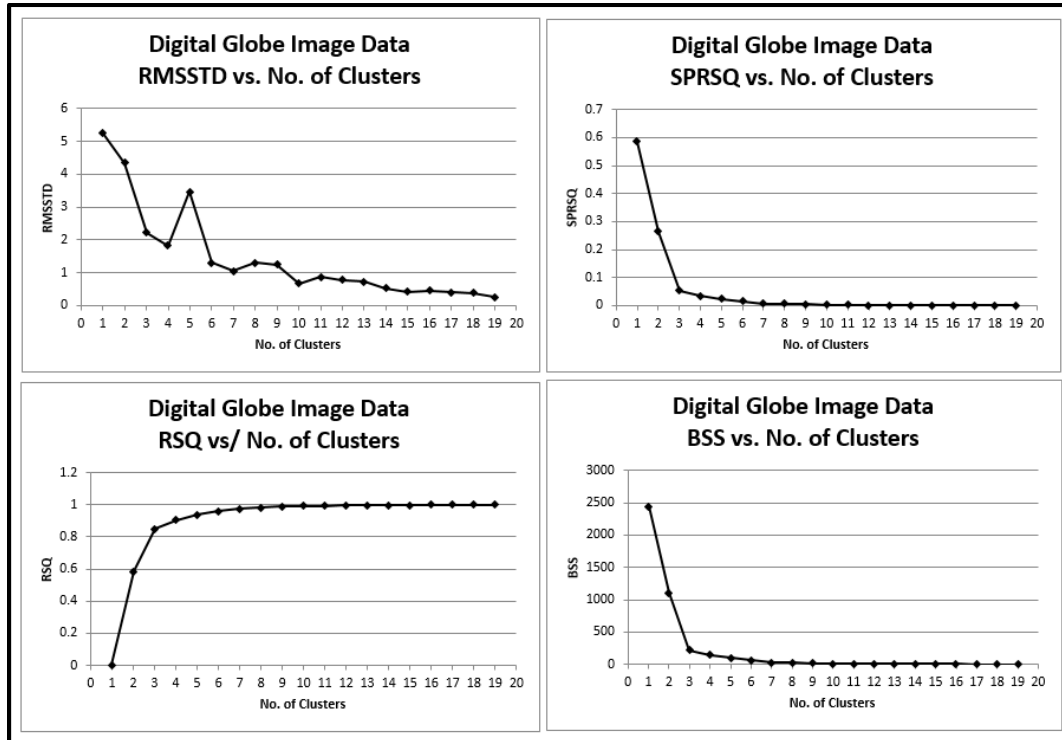 Digital Globe Image Data
RMSSTD vs. No. of Clusters
6
5
4
3
2
1
0
RMSSTD
0 1 2 3 4 5 6 7 8 9 10 11 12 13 14 15 16 17 18 19 20
No. of Clusters
Digital Globe Image Data
SPRSQ vs. No. of Clusters
0.7
0.6
0.5
0.4
0.3
0.2
0.1
0
SPRSQ
0 1 2 3 4 5 6 7 8 9 10 11 12 13 14 15 16 17 18 19 20
No. of Clusters
Digital Globe Image Data
RSQ vs/ No. of Clusters
1.2
1
0.8
0.6
0.4
0.2
0
RSQ
0 1 2 3 4 5 6 7 8 9 10 11 12 13 14 15 16 17 18 19 20
No. of Clusters
Digital Globe Image Data
BSS vs. No. of Clusters
3000
2500
2000
1500
1000
500
0
BSS
0 1 2 3 4 5 6 7 8 9 10 11 12 13 14 15 16 17 18 19 20
No. of Clusters